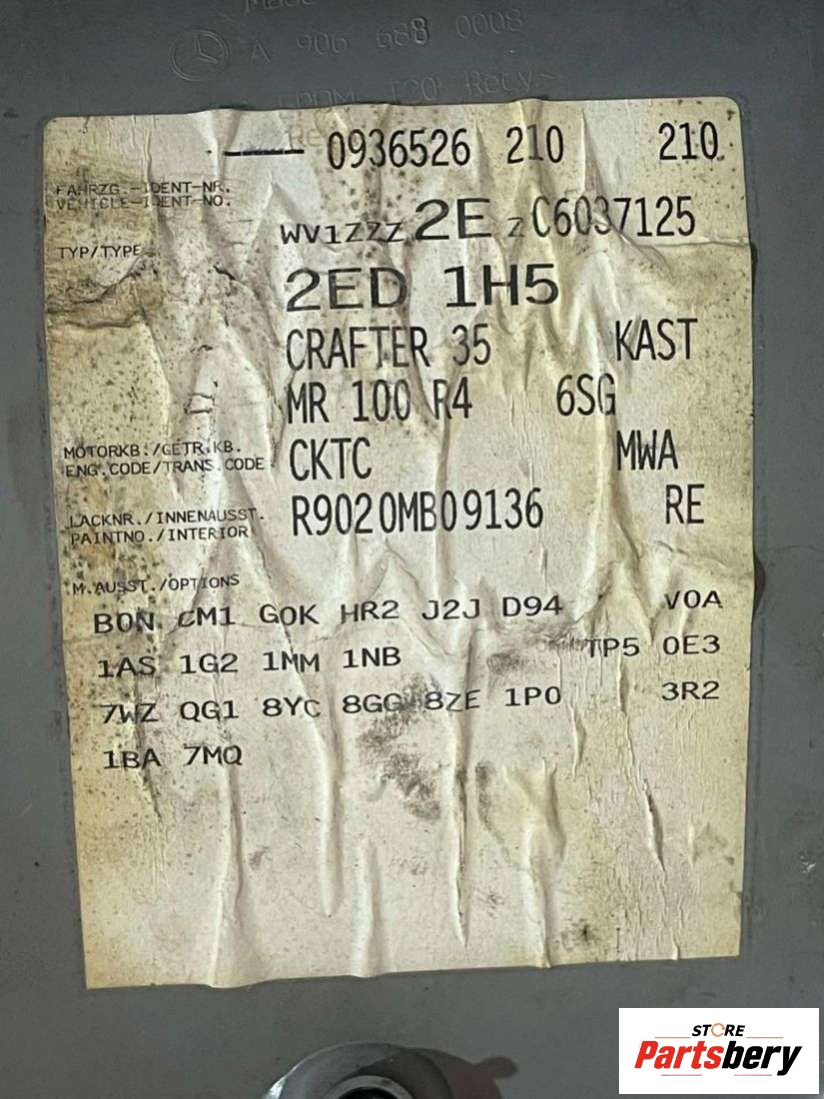 A 906 688 0008
0936526 210 210
FAHRZG.-IDENT-NR.
VEHICLE-IDENT-NO.
WV1ZZZ 2E Z C6037125
TYP/TYPE
2ED 1H5
CRAFTER 35 KAST
MR 100 R4 6SG
MOTORKB./GETR.KB.
ENG.CODE/TRANS.CODE
CKTC MWA
LACKNR./INNENAUSST.
PAINTNO./INTERIOR
R9020MB09136 RE
M.AUSST./OPTIONS
B0N CM1 G0K HR2 J2J D94 V0A
1AS 1G2 1MM 1NB TP5 0E3
7WZ QG1 8YC 8GG 8ZE 1P0 3R2
1BA 7MQ
STORE
Partsbery